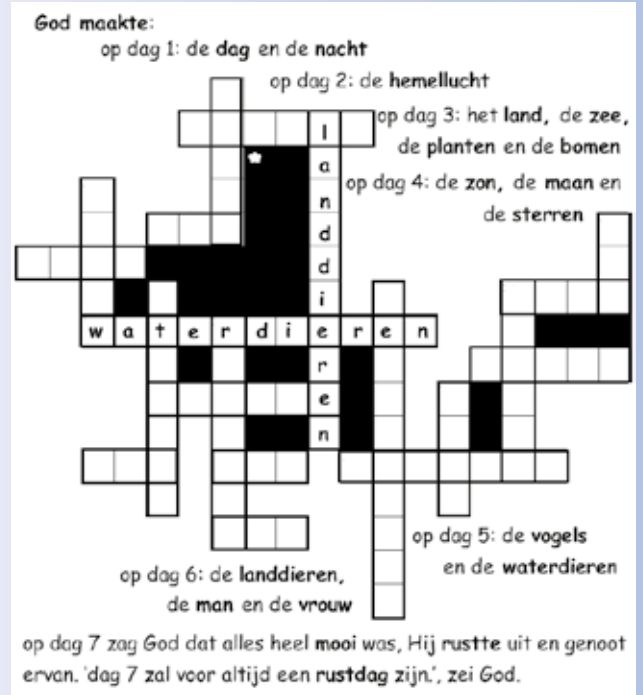 God maakte:
op dag 1: de dag en de nacht
op dag 2: de hemellucht
op dag 3: het land, de zee,
de planten en de bomen
op dag 4: de zon, de maan en
de sterren
landdieren
waterdieren
op dag 5: de vogels
en de waterdieren
op dag 6: de landdieren,
de man en de vrouw
op dag 7 zag God dat alles heel mooi was, Hij rustte uit en genoot
ervan. 'dag 7 zal voor altijd een rustdag zijn.', zei God.